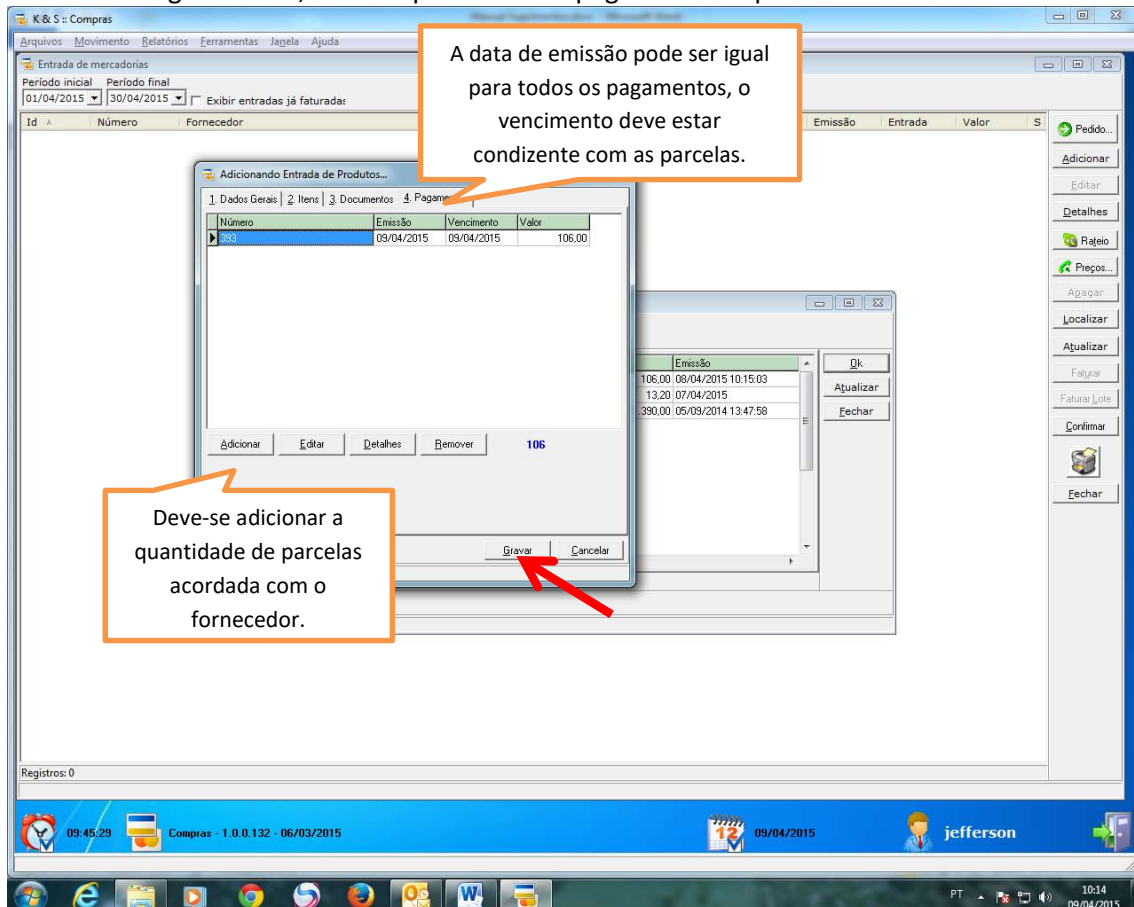 K & S :: Compras
Arquivos Movimento Relatórios Ferramentas Janela Ajuda
Entrada de mercadorias
Período inicial Período final
01/04/2015 30/04/2015 Exibir entradas já faturadas
Id Número Fornecedor Emissão Entrada Valor S
A data de emissão pode ser igual
para todos os pagamentos, o
vencimento deve estar
condizente com as parcelas.
Pedido...
Adicionar
Editar
Detalhes
Rateio
Preços...
Apagar
Localizar
Atualizar
Faturar
Faturar Lote
Confirmar
Fechar
Adicionando Entrada de Produtos...
1. Dados Gerais 2. Itens 3. Documentos 4. Pagame
Número Emissão Vencimento Valor
393 09/04/2015 09/04/2015 106,00
Adicionar Editar Detalhes Remover 106
Gravar Cancelar
Emissão
106,00 08/04/2015 10:15:03
13,20 07/04/2015
.390,00 05/09/2014 13:47:58
Ok
Atualizar
Fechar
Deve-se adicionar a
quantidade de parcelas
acordada com o
fornecedor.
Registros: 0
09:45:29 Compras - 1.0.0.132 - 06/03/2015 12 09/04/2015 jefferson
PT 10:14
09/04/2015